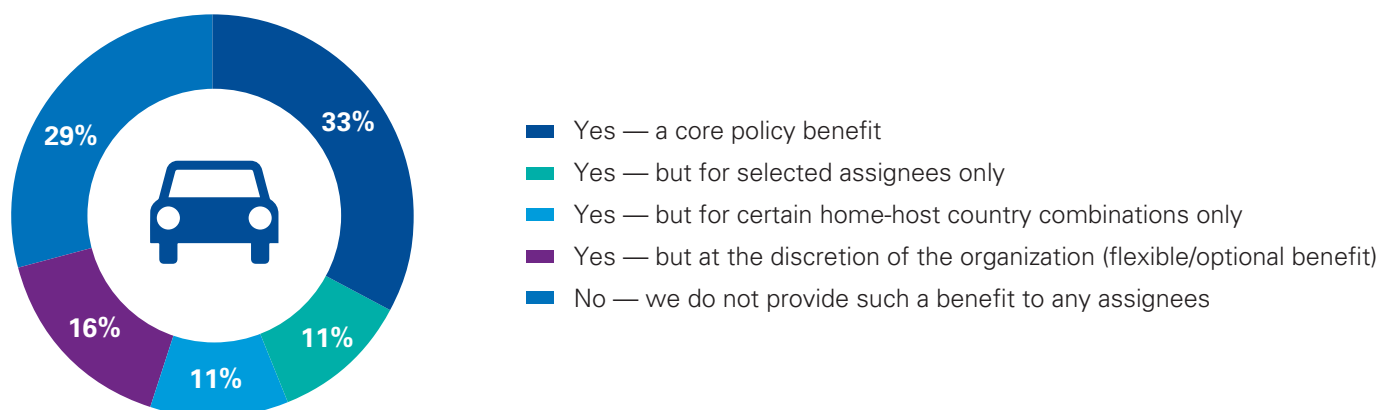 33%
29%
11%
11%
16%
Yes — a core policy benefit
Yes — but for selected assignees only
Yes — but for certain home-host country combinations only
Yes — but at the discretion of the organization (flexible/optional benefit)
No — we do not provide such a benefit to any assignees